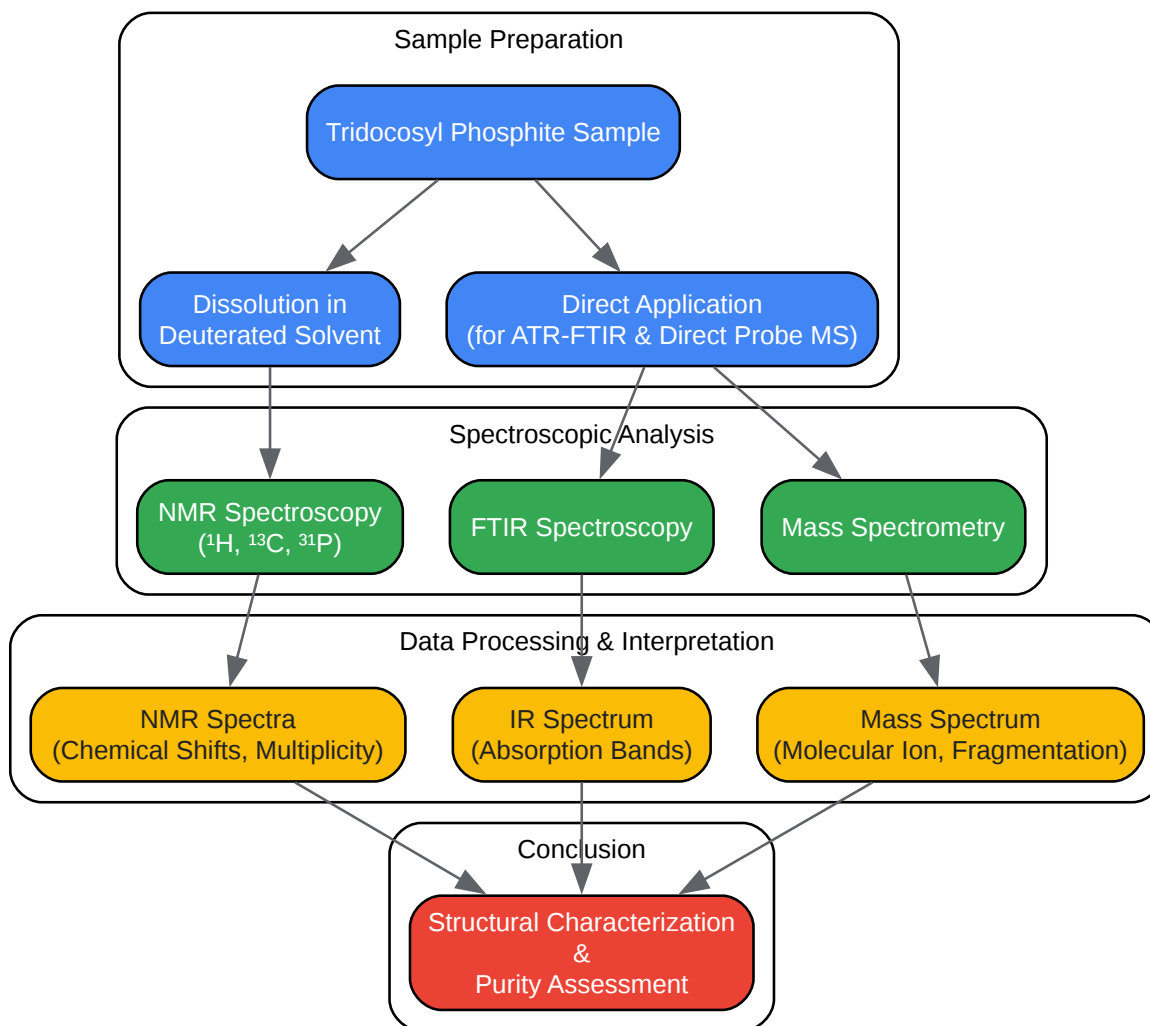 Sample Preparation
Tridocosyl Phosphite Sample
Dissolution in
Deuterated Solvent
Direct Application
(for ATR-FTIR & Direct Probe MS)
Spectroscopic Analysis
NMR Spectroscopy
(¹H, ¹³C, ³¹P)
FTIR Spectroscopy
Mass Spectrometry
Data Processing & Interpretation
NMR Spectra
(Chemical Shifts, Multiplicity)
IR Spectrum
(Absorption Bands)
Mass Spectrum
(Molecular Ion, Fragmentation)
Conclusion
Structural Characterization
&
Purity Assessment